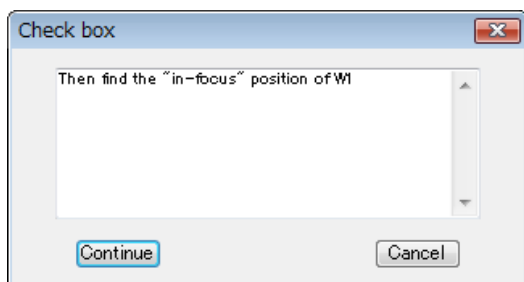 Check box
Then find the "in-focus" position of W1
Continue
Cancel